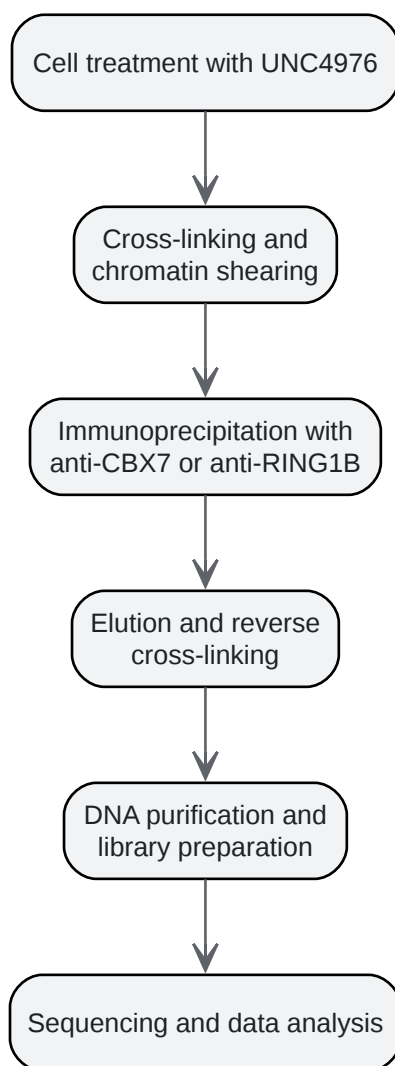 Cell treatment with UNC4976
Cross-linking and
chromatin shearing
Immunoprecipitation with
anti-CBX7 or anti-RING1B
Elution and reverse
cross-linking
DNA purification and
library preparation
Sequencing and data analysis